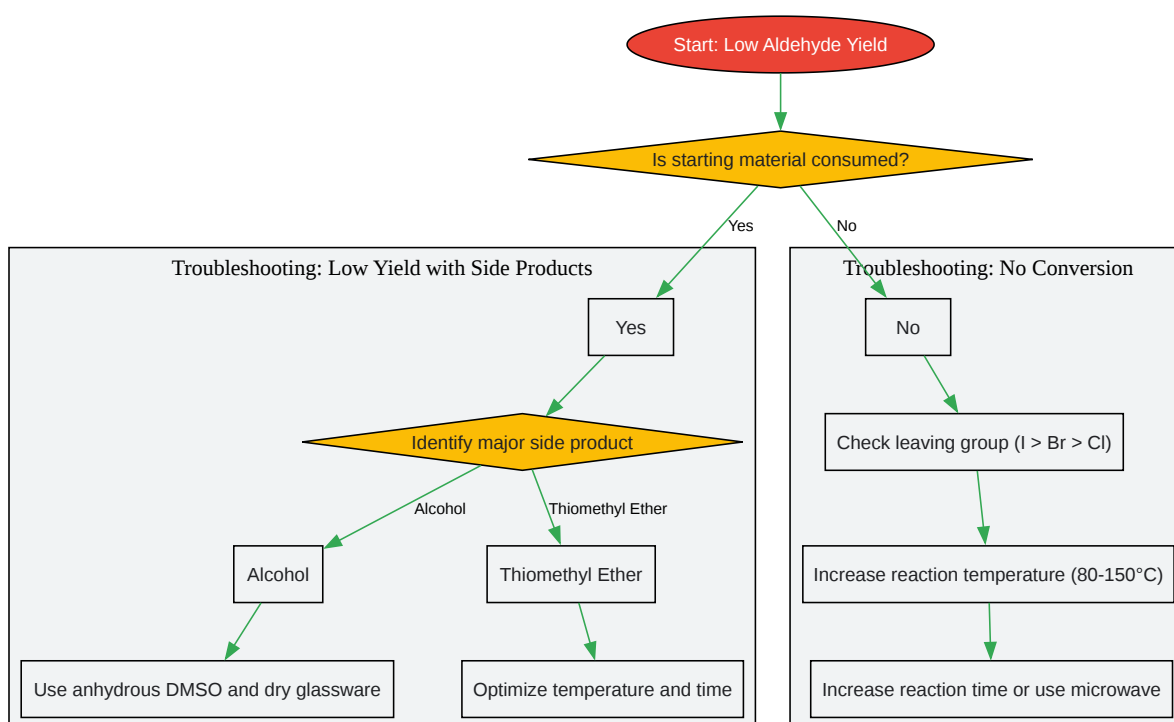 Start: Low Aldehyde Yield
Is starting material consumed?
Yes
No
Troubleshooting: Low Yield with Side Products
Troubleshooting: No Conversion
Yes
No
Identify major side product
Check leaving group (I > Br > Cl)
Alcohol
Thiomethyl Ether
Alcohol
Thiomethyl Ether
Increase reaction temperature (80-150°C)
Use anhydrous DMSO and dry glassware
Optimize temperature and time
Increase reaction time or use microwave